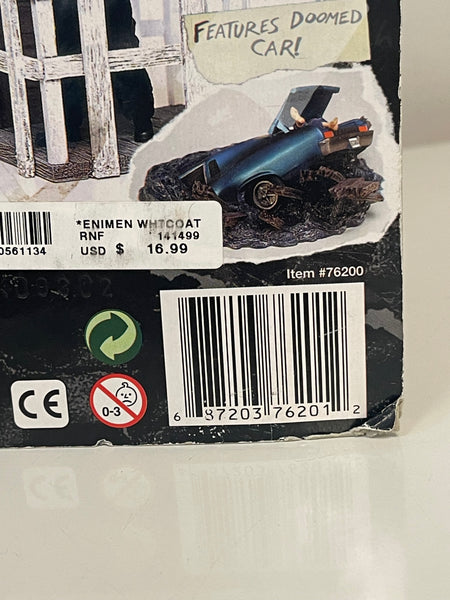 FEATURES DOOMED
CAR!
*ENIMEN WHTCOAT
RNF 141499
0561134
USD $ 16.99
Item #76200
CE
0-3
6 87203 76201 2